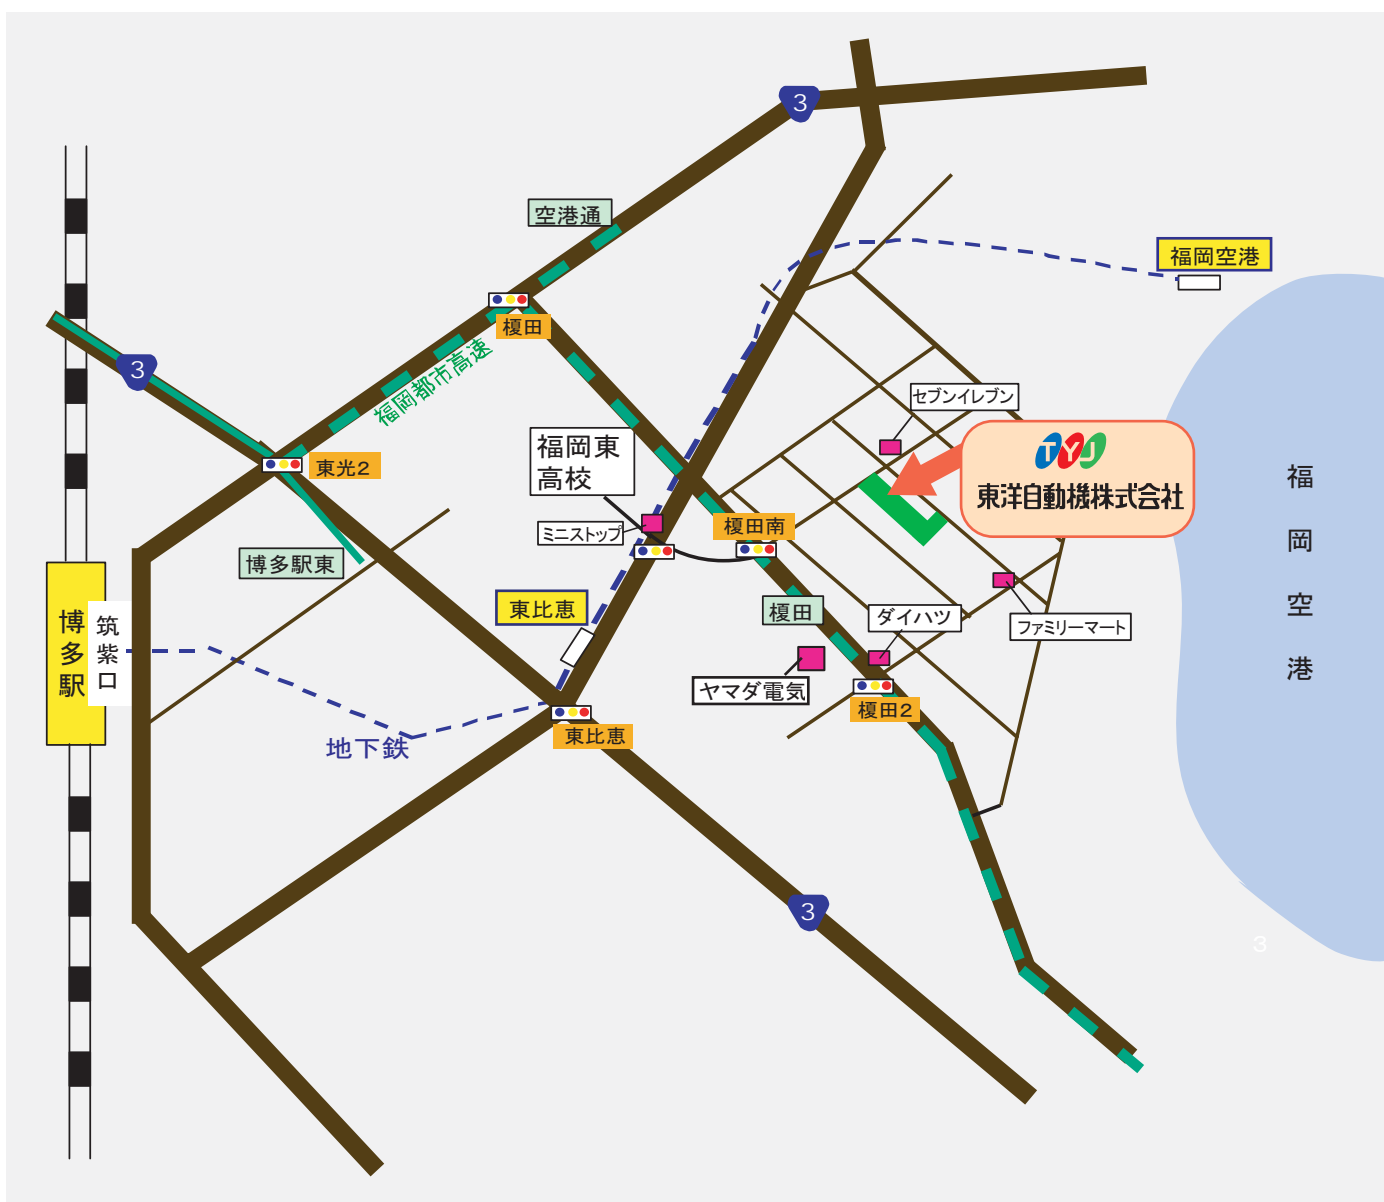 3
空港通
福岡空港
榎田
福岡都市高速
3
セブンイレブン
TYJ
東洋自動機株式会社
福岡東
高校
東光2
ミニストップ
榎田南
博多駅東
福岡空港
東比恵
榎田
ダイハツ
ファミリーマート
博多駅
筑紫口
ヤマダ電気
榎田2
東比恵
地下鉄
3
3